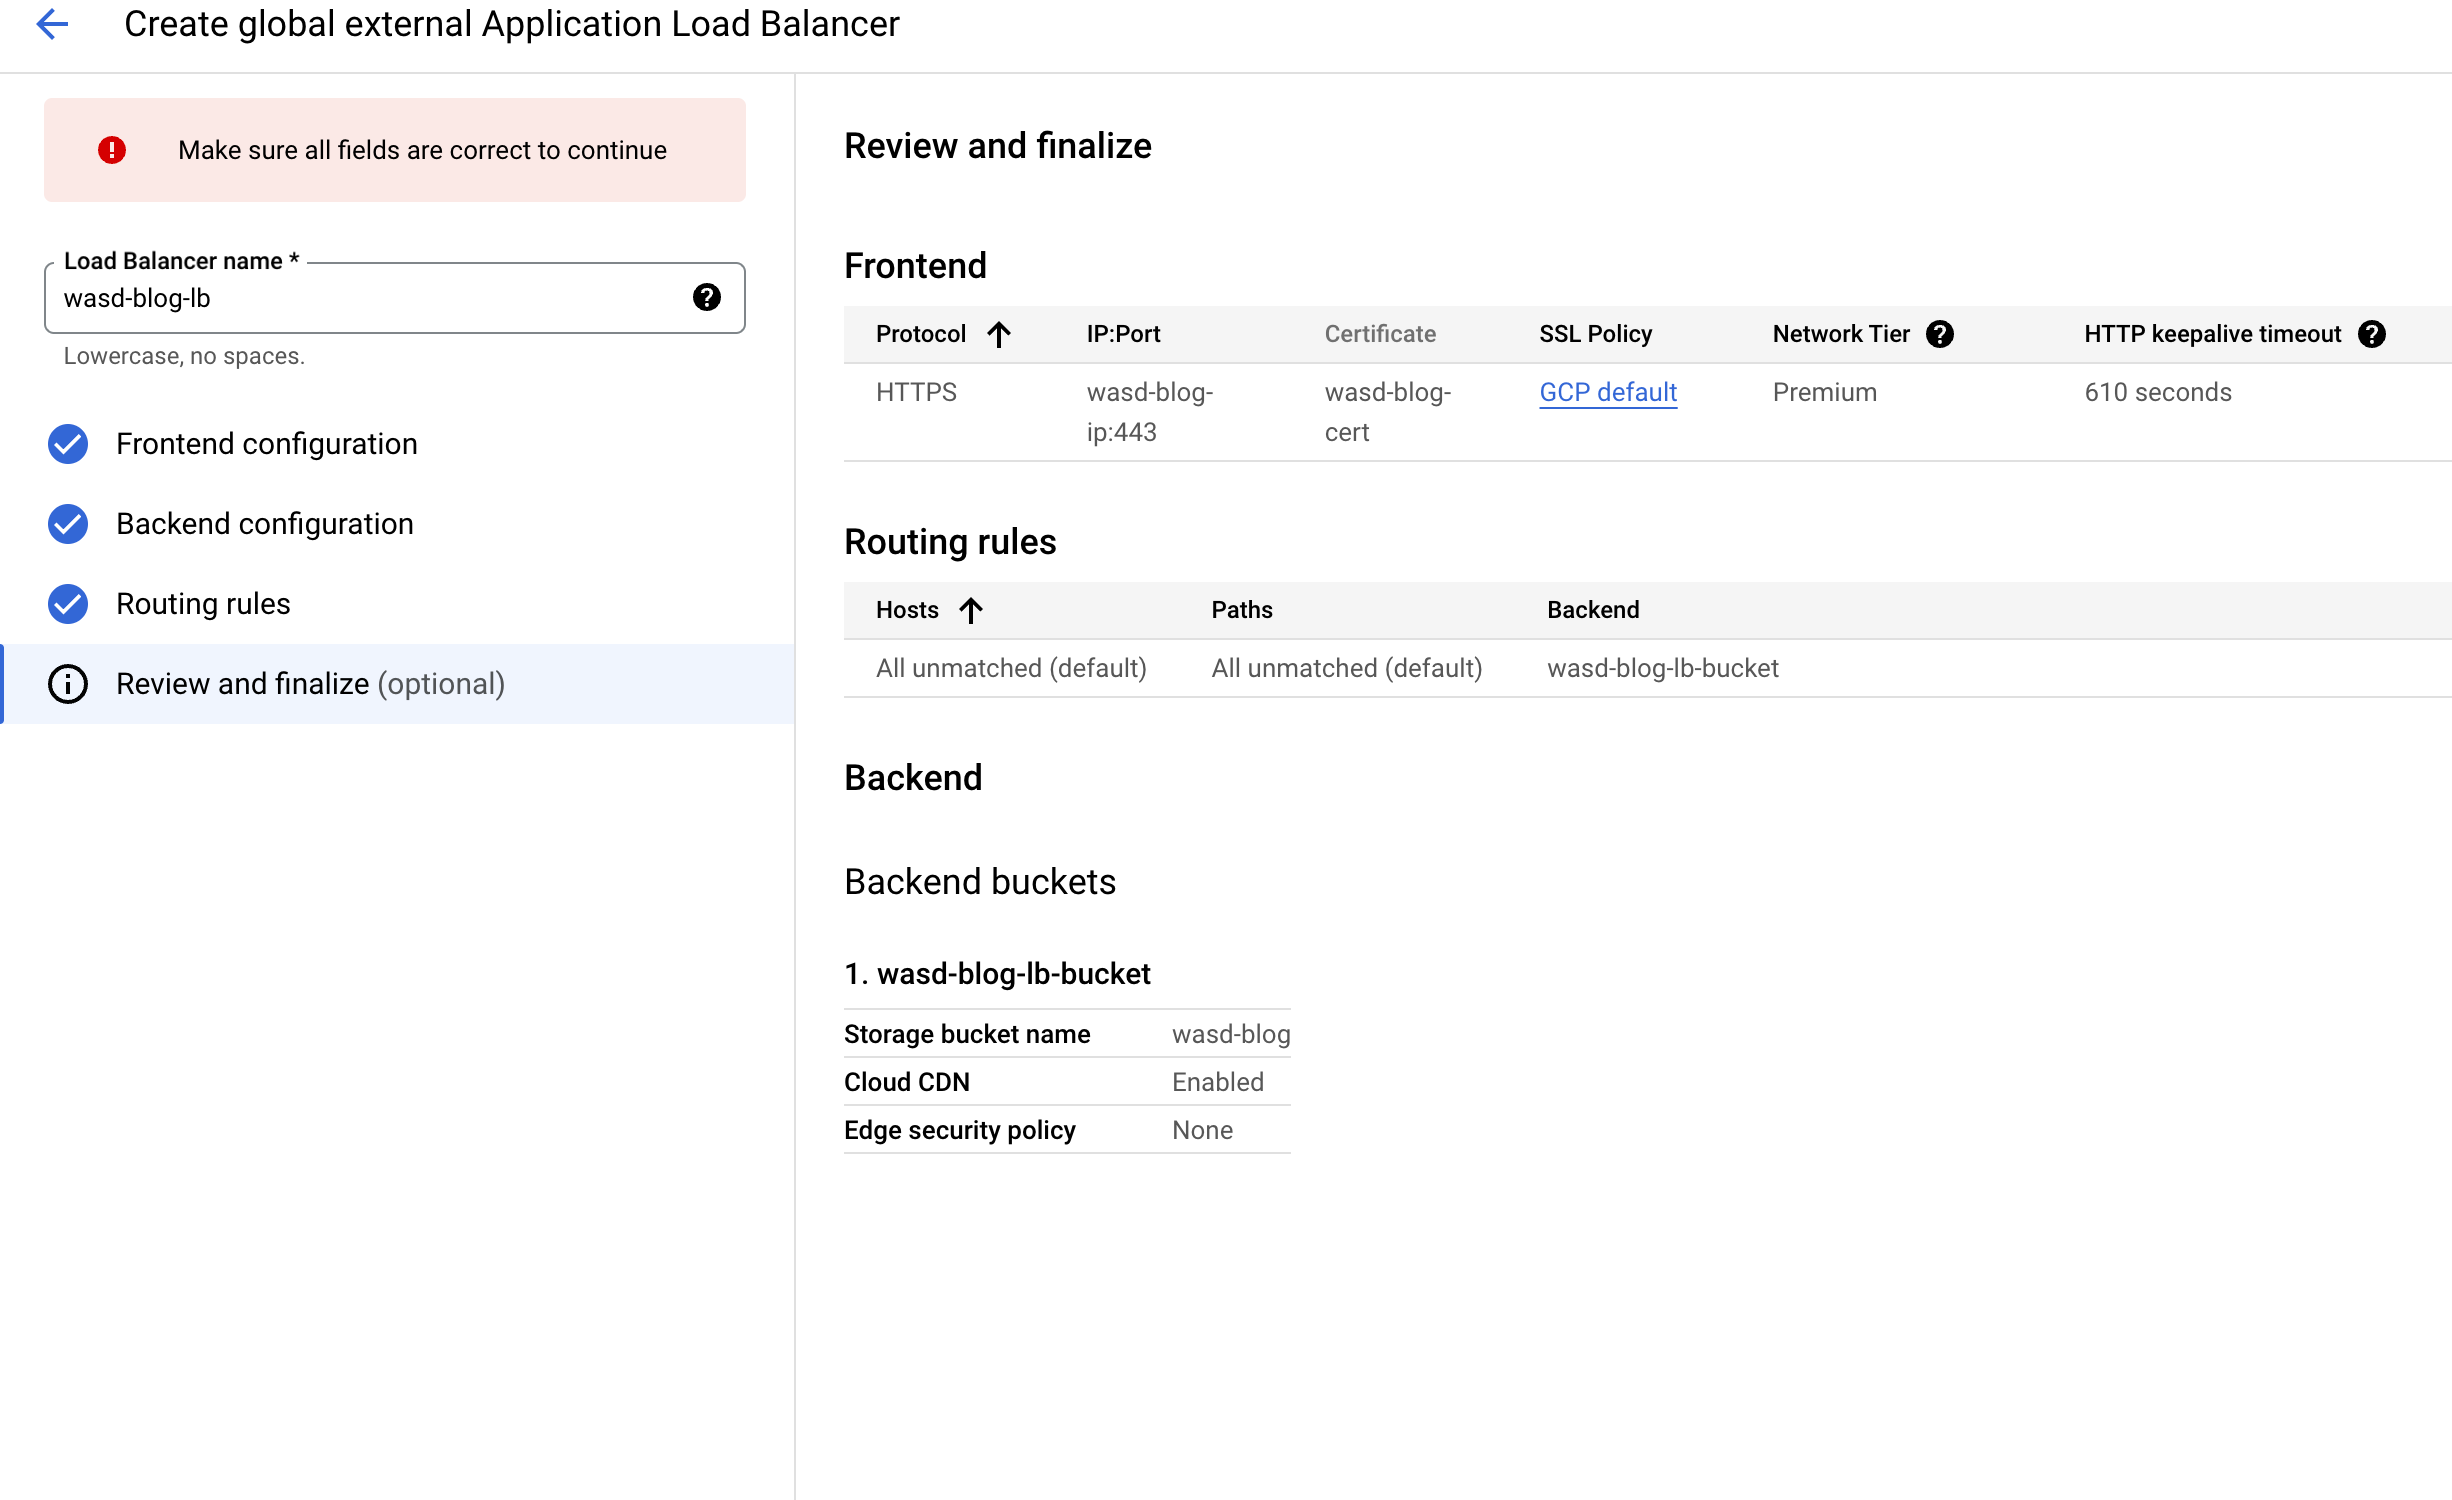 Create global external Application Load Balancer
Make sure all fields are correct to continue
Load Balancer name *
wasd-blog-lb
Lowercase, no spaces.
Frontend configuration
Backend configuration
Routing rules
Review and finalize (optional)
Review and finalize
Frontend
Protocol IP:Port Certificate SSL Policy Network Tier HTTP keepalive timeout
HTTPS wasd-blog- wasd-blog- GCP default Premium 610 seconds
ip:443 cert
Routing rules
Hosts Paths Backend
All unmatched (default) All unmatched (default) wasd-blog-lb-bucket
Backend
Backend buckets
1. wasd-blog-lb-bucket
Storage bucket name wasd-blog
Cloud CDN Enabled
Edge security policy None